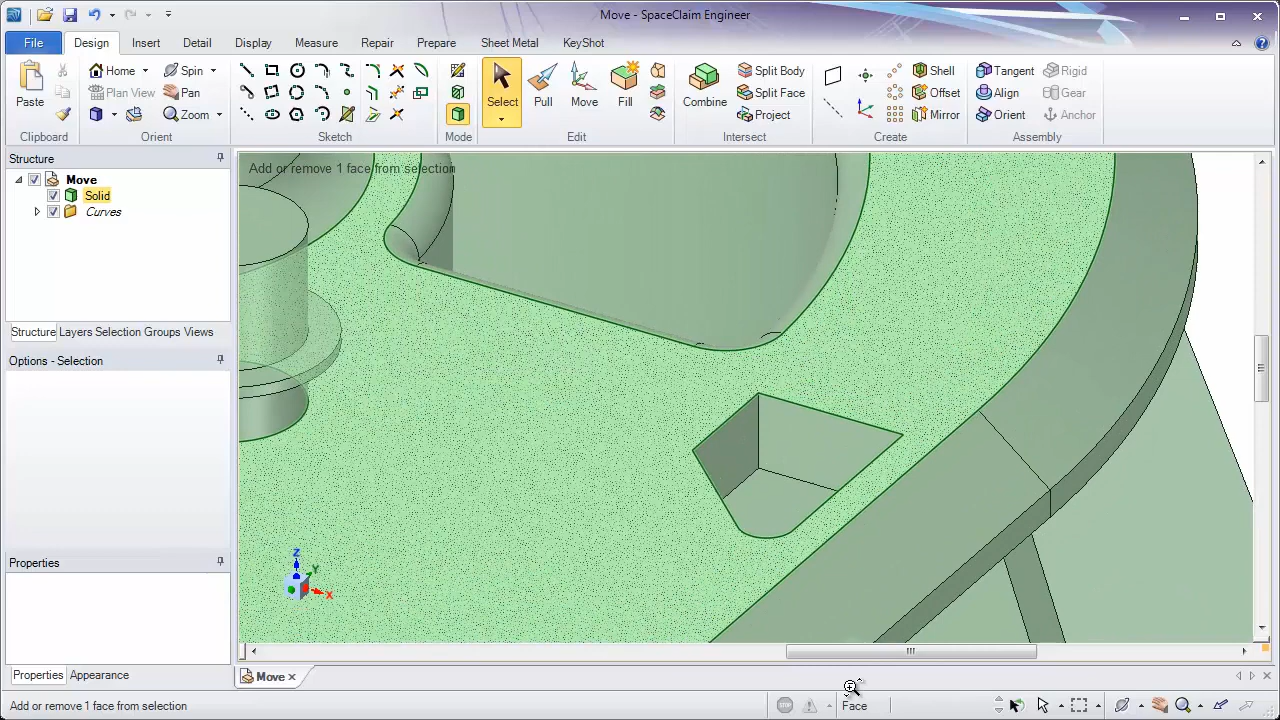 Move - SpaceClaim Engineer
File Design Insert Detail Display Measure Repair Prepare Sheet Metal KeyShot
Paste
Home
Plan View
Spin
Pan
Zoom
Select
Pull
Move
Fill
Combine
Split Body
Split Face
Project
Shell
Offset
Mirror
Tangent
Align
Orient
Rigid
Gear
Anchor
Clipboard Orient Sketch Mode Edit Intersect Create Assembly
Structure
Move
Solid
Curves
Structure Layers Selection Groups Views
Options - Selection
Properties
Properties Appearance
Add or remove 1 face from selection
Z
Y
X
Move
Add or remove 1 face from selection
Face